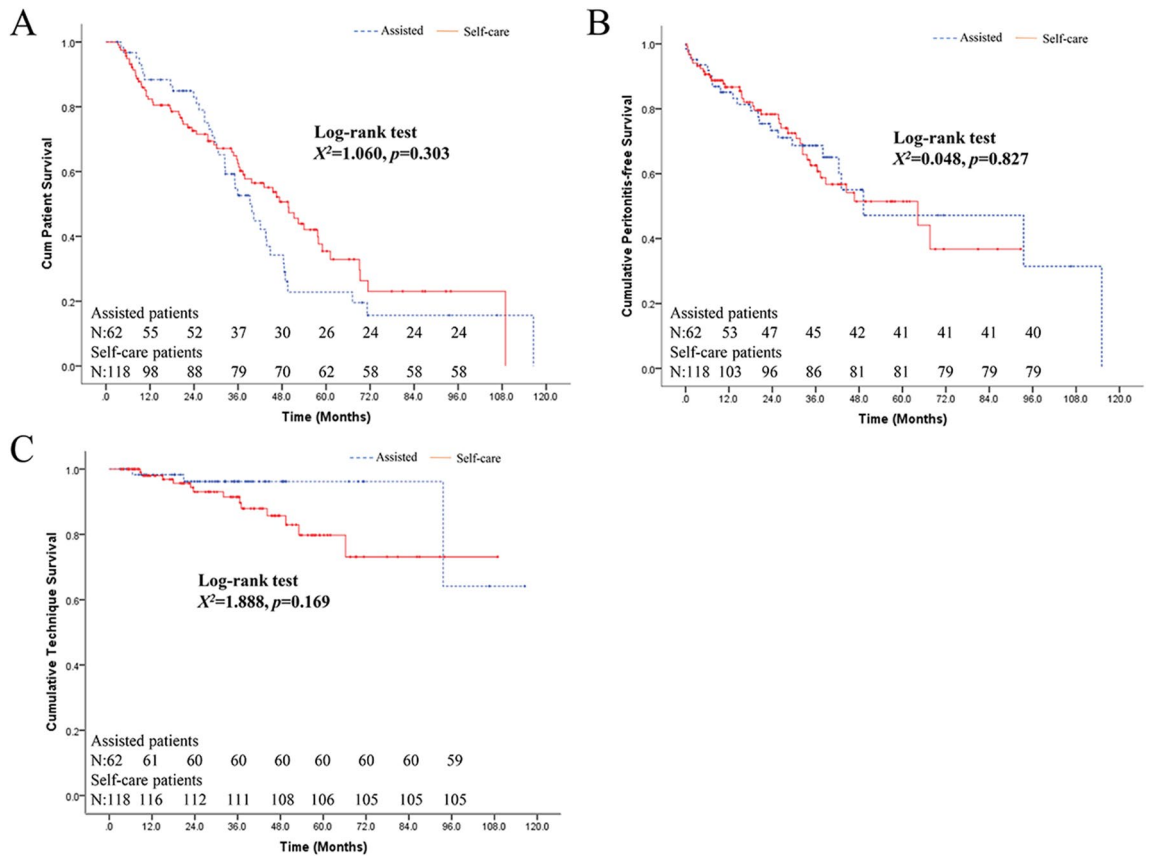 A
Assisted Self-care
1.0
0.8
0.6
0.4
0.2
0.0
Cum Patient Survival
Log-rank test
X²=1.060, p=0.303
Assisted patients
N:62 55 52 37 30 26 24 24 24
Self-care patients
N:118 98 88 79 70 62 58 58 58
.0 12.0 24.0 36.0 48.0 60.0 72.0 84.0 96.0 108.0 120.0
Time (Months)
B
Assisted Self-care
1.0
0.8
0.6
0.4
0.2
0.0
Cumulative Peritonitis-free Survival
Log-rank test
X²=0.048, p=0.827
Assisted patients
N:62 53 47 45 42 41 41 41 40
Self-care patients
N:118 103 96 86 81 81 79 79 79
.0 12.0 24.0 36.0 48.0 60.0 72.0 84.0 96.0 108.0 120.0
Time (Months)
C
Assisted Self-care
1.0
0.8
0.6
0.4
0.2
0.0
Cumulative Technique Survival
Log-rank test
X²=1.888, p=0.169
Assisted patients
N:62 61 60 60 60 60 60 60 59
Self-care patients
N:118 116 112 111 108 106 105 105 105
.0 12.0 24.0 36.0 48.0 60.0 72.0 84.0 96.0 108.0 120.0
Time (Months)